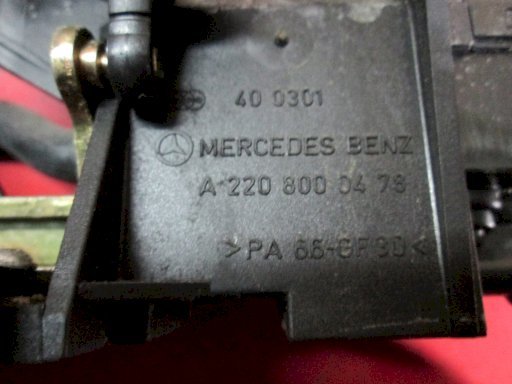 40 0301
MERCEDES BENZ
A 220 800 04 78
>PA 66-GF30<